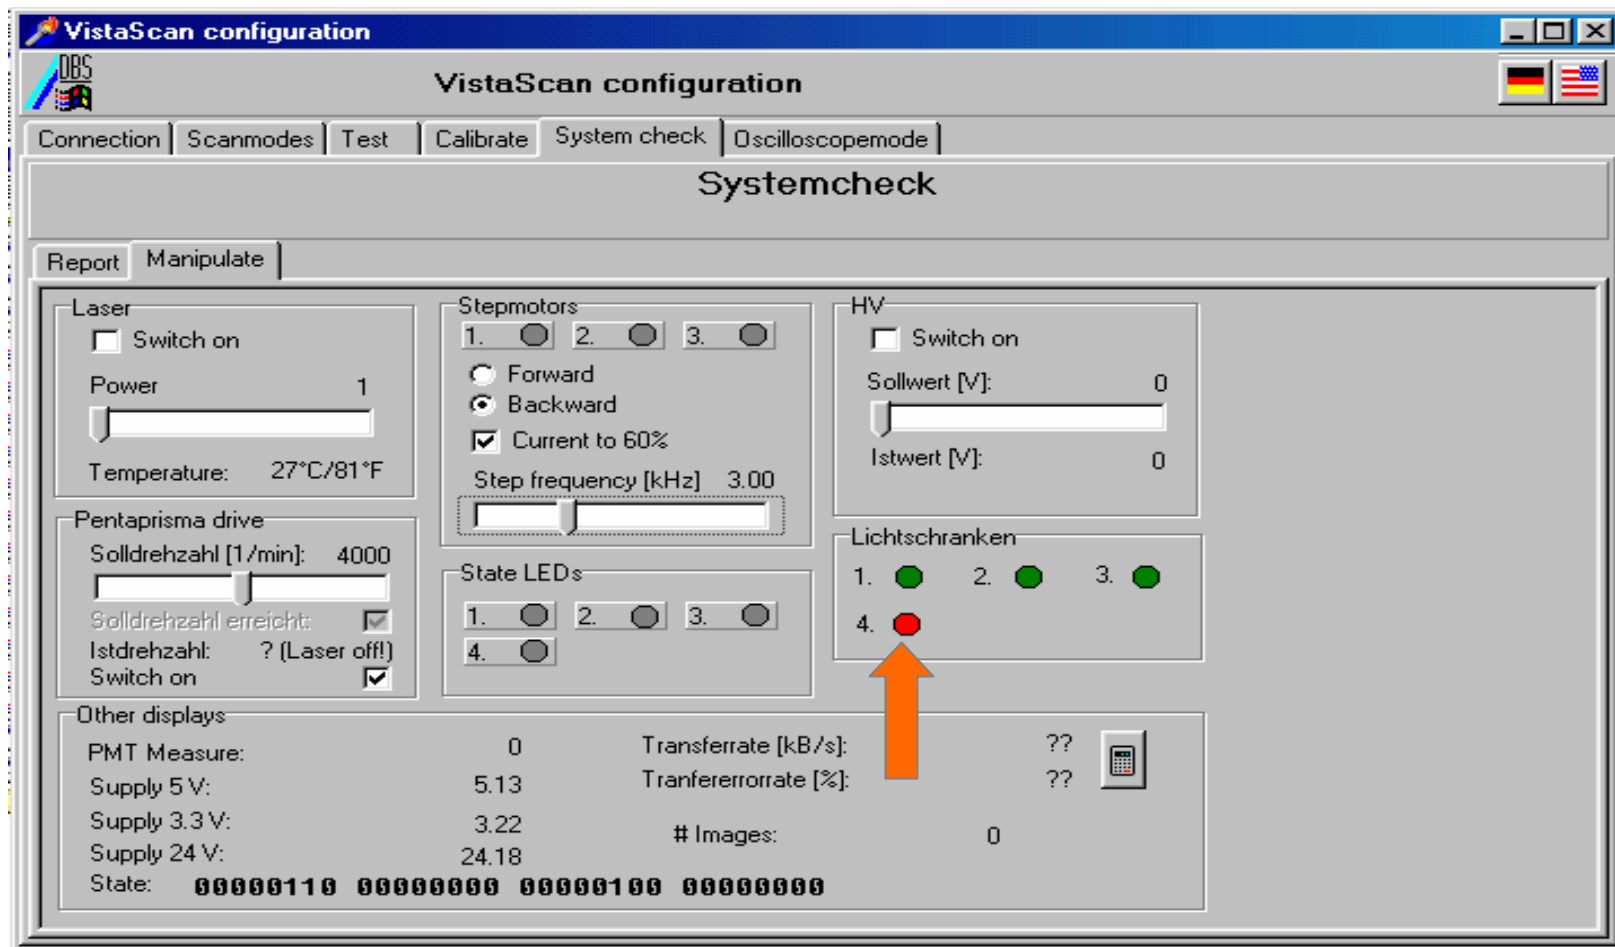 VistaScan configuration
DBS
VistaScan configuration
Connection Scanmodes Test Calibrate System check Oscilloscopemode
Systemcheck
Report Manipulate
Laser
Switch on
Power 1
Temperature: 27°C/81°F
Stepmotors
1. 2. 3.
Forward
Backward
Current to 60%
Step frequency [kHz] 3.00
HV
Switch on
Sollwert [V]: 0
Istwert [V]: 0
Pentaprisma drive
Solldrehzahl [1/min]: 4000
Solldrehzahl erreicht:
Istdrehzahl: ? (Laser off!)
Switch on
State LEDs
1. 2. 3.
4.
Lichtschranken
1. 2. 3.
4.
Other displays
PMT Measure: 0
Supply 5 V: 5.13
Supply 3.3 V: 3.22
Supply 24 V: 24.18
Transferrate [kB/s]: ??
Tranfererrorrate [%]: ??
# Images: 0
State: 00000110 00000000 00000100 00000000